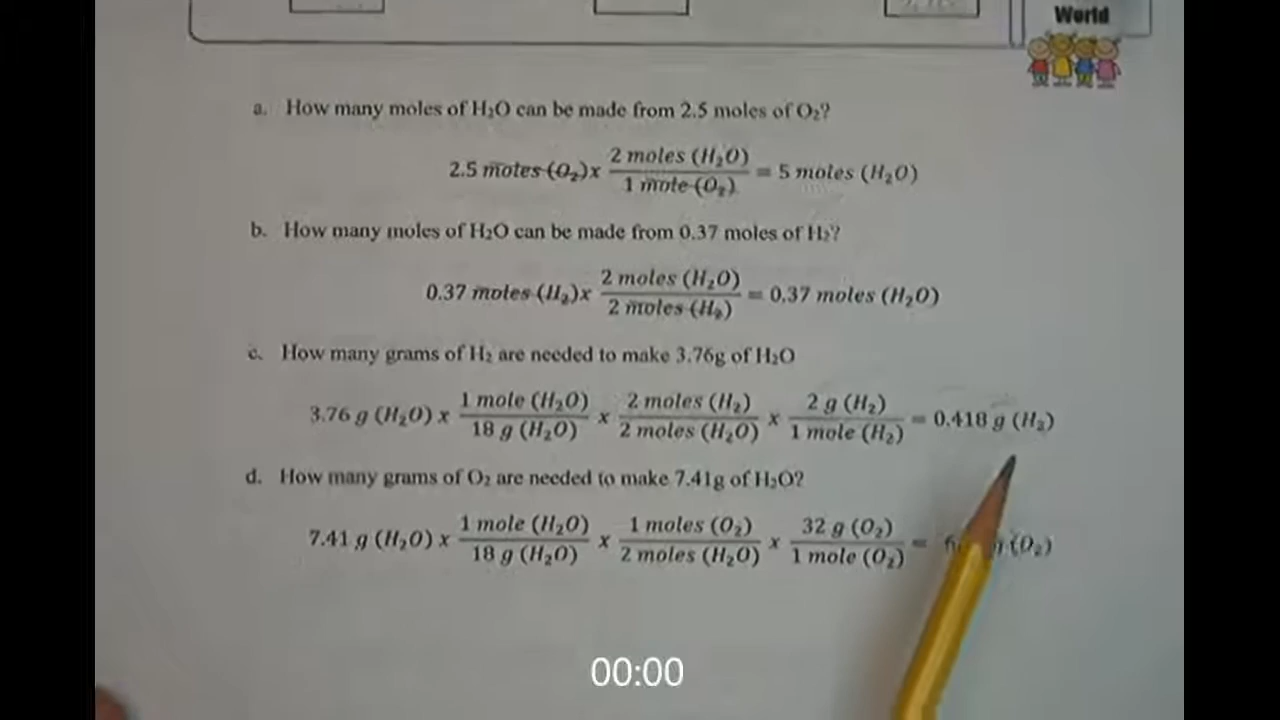 World
a. How many moles of H₂O can be made from 2.5 moles of O₂?
2.5 moles (O₂)x 2 moles (H₂O) / 1 mole (O₂) = 5 moles (H₂O)
b. How many moles of H₂O can be made from 0.37 moles of H₂?
0.37 moles (H₂)x 2 moles (H₂O) / 2 moles (H₂) = 0.37 moles (H₂O)
c. How many grams of H₂ are needed to make 3.76g of H₂O
3.76 g (H₂O) x 1 mole (H₂O) / 18 g (H₂O) x 2 moles (H₂) / 2 moles (H₂O) x 2 g (H₂) / 1 mole (H₂) = 0.418 g (H₂)
d. How many grams of O₂ are needed to make 7.41g of H₂O?
7.41 g (H₂O) x 1 mole (H₂O) / 18 g (H₂O) x 1 moles (O₂) / 2 moles (H₂O) x 32 g (O₂) / 1 mole (O₂) = (O₂)
00:00